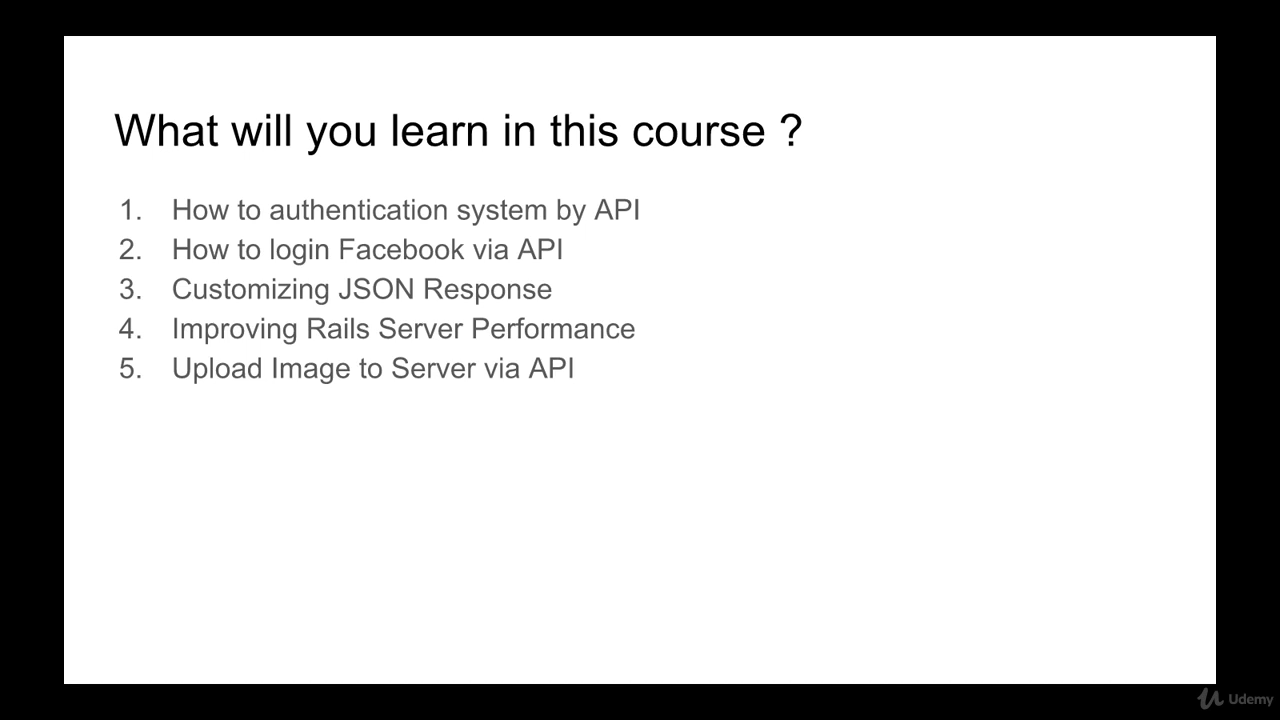 What will you learn in this course ?
1. How to authentication system by API
2. How to login Facebook via API
3. Customizing JSON Response
4. Improving Rails Server Performance
5. Upload Image to Server via API
Udemy